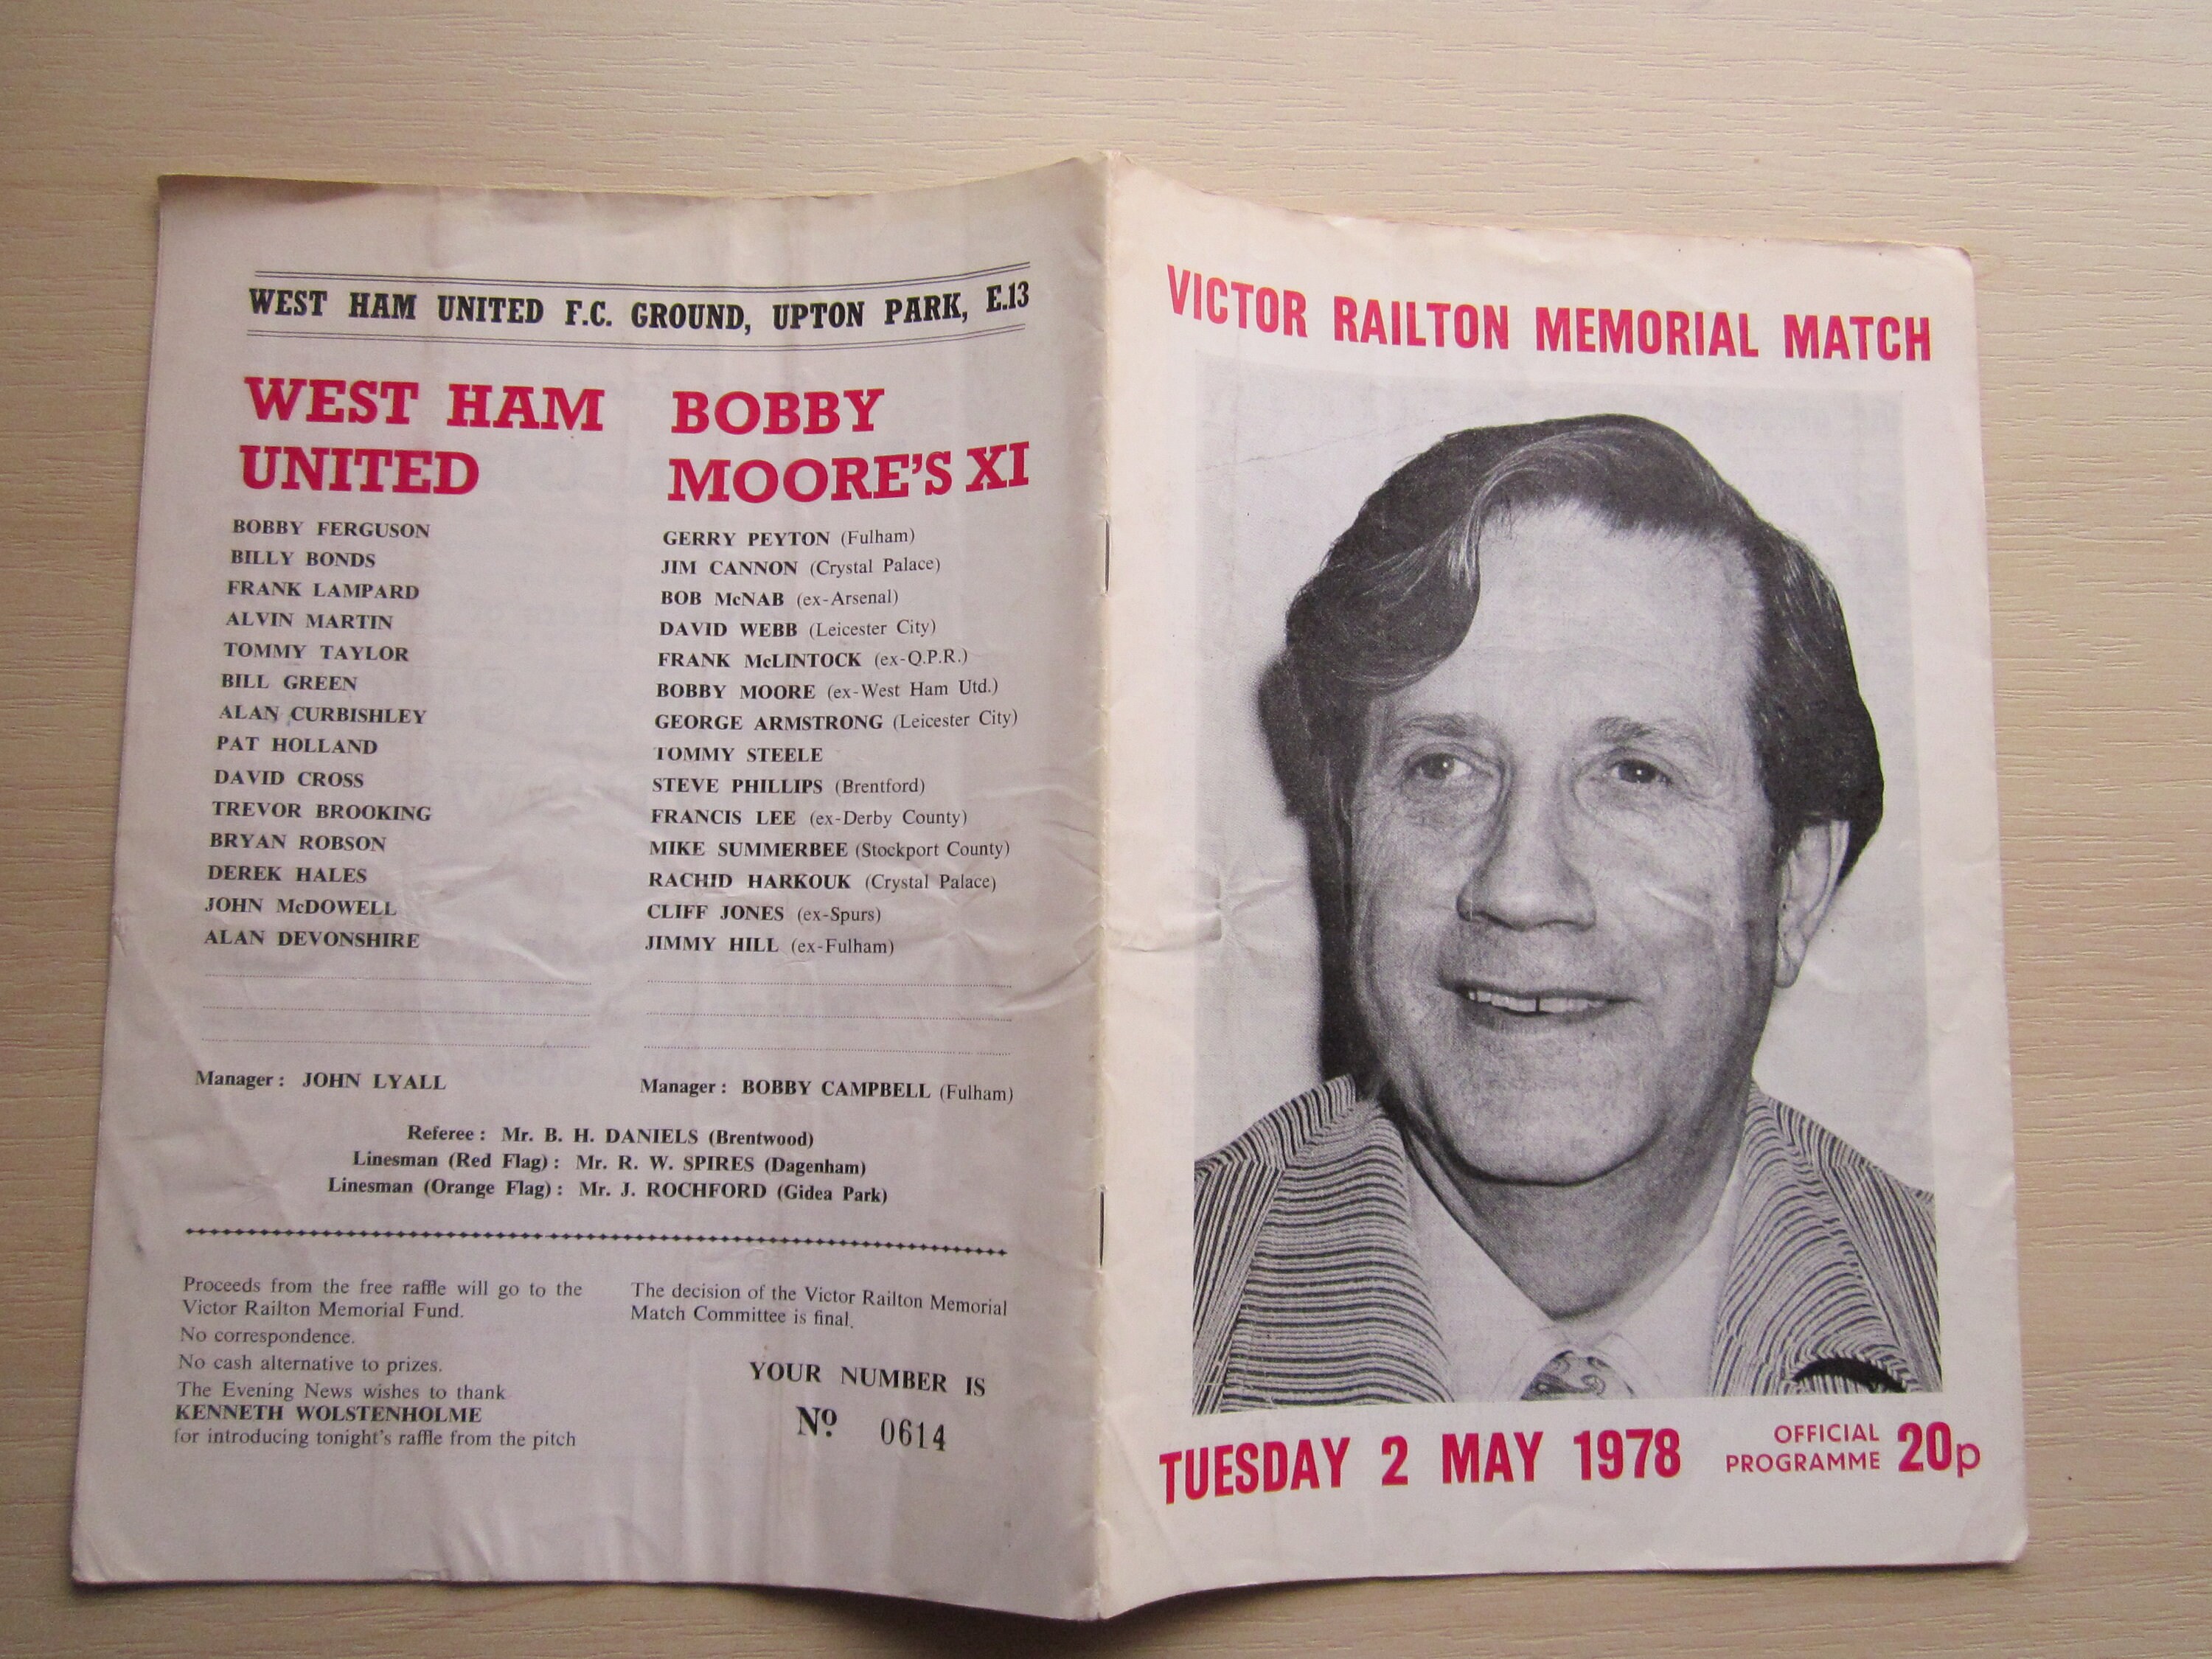 WEST HAM UNITED F.C. GROUND, UPTON PARK, E.13
WEST HAM
UNITED
BOBBY FERGUSON
BILLY BONDS
FRANK LAMPARD
ALVIN MARTIN
TOMMY TAYLOR
BILL GREEN
ALAN CURBISHLEY
PAT HOLLAND
DAVID CROSS
TREVOR BROOKING
BRYAN ROBSON
DEREK HALES
JOHN McDOWELL
ALAN DEVONSHIRE
Manager: JOHN LYALL
BOBBY
MOORE'S XI
GERRY PEYTON (Fulham)
JIM CANNON (Crystal Palace)
BOB McNAB (ex-Arsenal)
DAVID WEBB (Leicester City)
FRANK McLINTOCK (ex-Q.P.R.)
BOBBY MOORE (ex-West Ham Utd.)
GEORGE ARMSTRONG (Leicester City)
TOMMY STEELE
STEVE PHILLIPS (Brentford)
FRANCIS LEE (ex-Derby County)
MIKE SUMMERBEE (Stockport County)
RACHID HARKOUK (Crystal Palace)
CLIFF JONES (ex-Spurs)
JIMMY HILL (ex-Fulham)
Manager: BOBBY CAMPBELL (Fulham)
Referee: Mr. B. H. DANIELS (Brentwood)
Linesman (Red Flag): Mr. R. W. SPIRES (Dagenham)
Linesman (Orange Flag): Mr. J. ROCHFORD (Gidea Park)
Proceeds from the free raffle will go to the
Victor Railton Memorial Fund.
No correspondence.
No cash alternative to prizes.
The Evening News wishes to thank
KENNETH WOLSTENHOLME
for introducing tonight's raffle from the pitch
The decision of the Victor Railton Memorial
Match Committee is final.
YOUR NUMBER IS
Nº 0614
VICTOR RAILTON MEMORIAL MATCH
TUESDAY 2 MAY 1978
OFFICIAL
PROGRAMME 20p